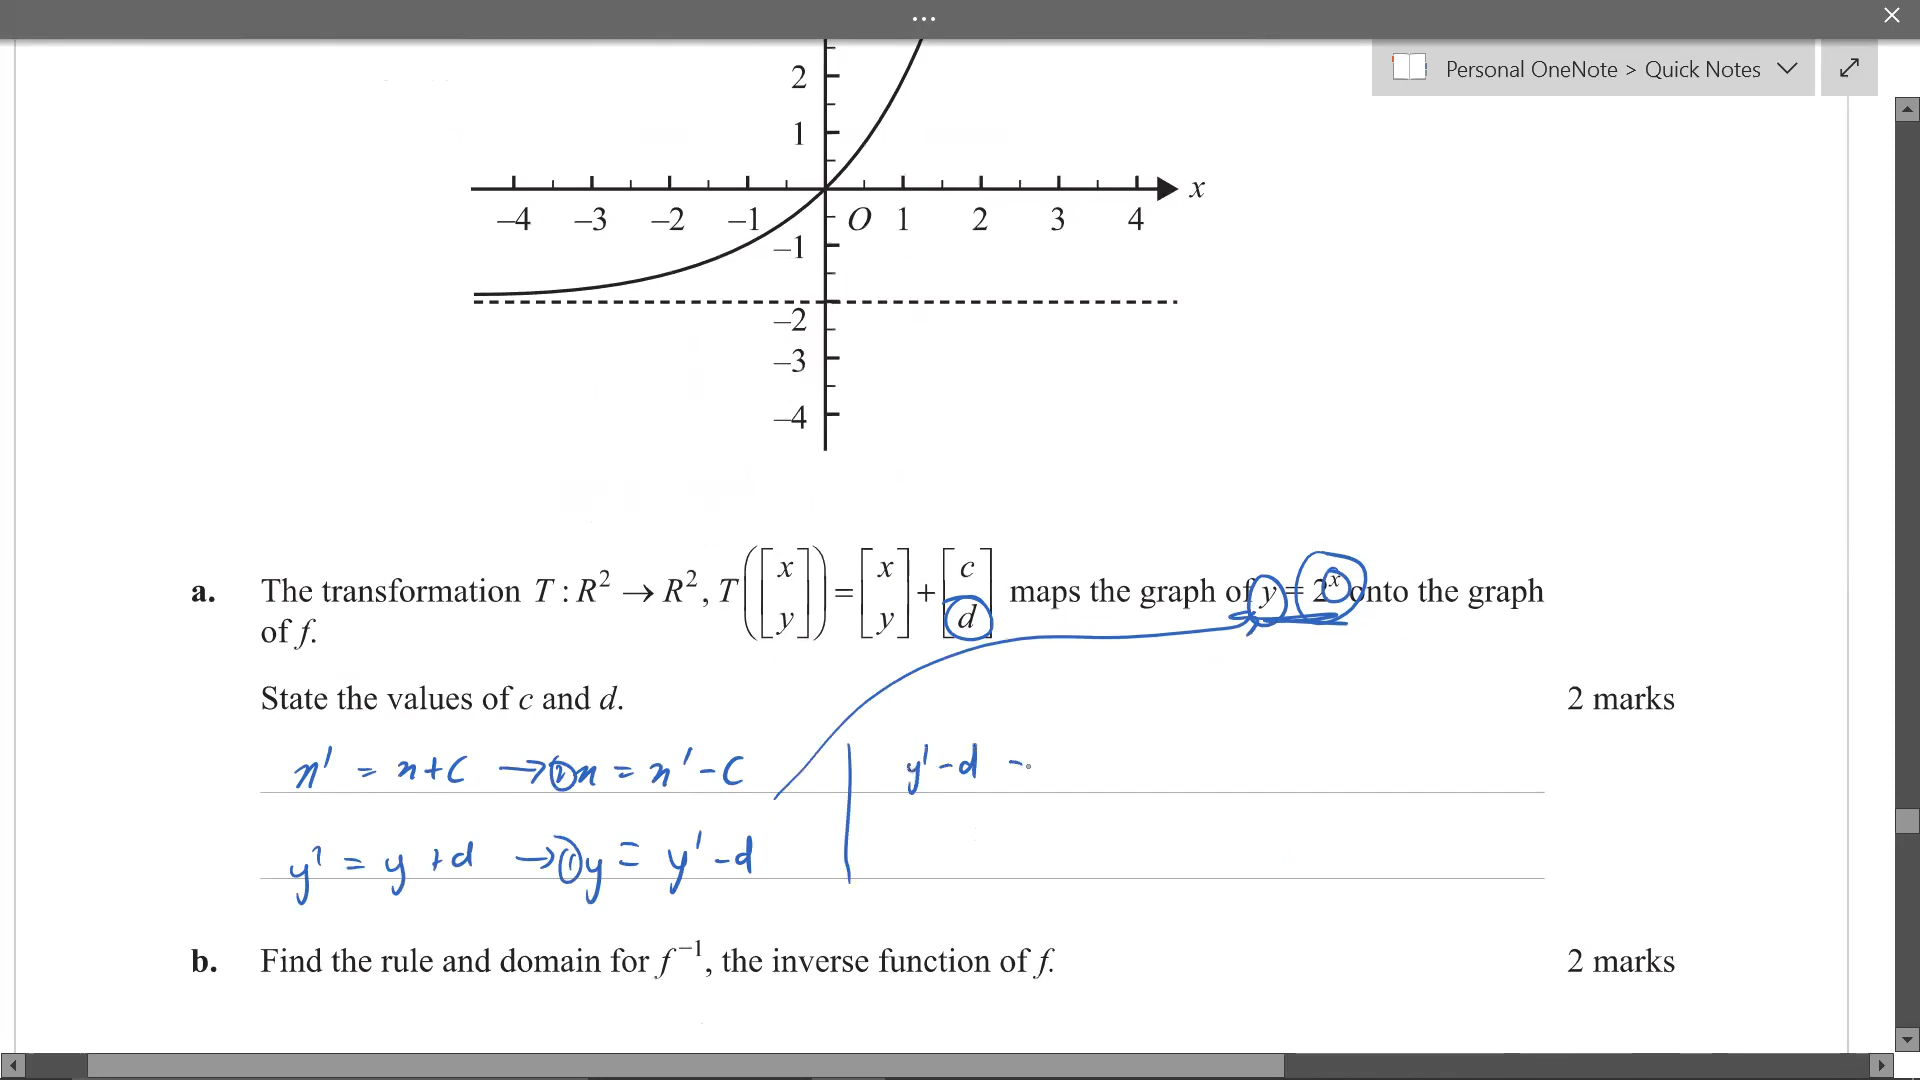 ...
Personal OneNote > Quick Notes
2
1
x
–4 –3 –2 –1 O 1 2 3 4
–1
–2
–3
–4
a. The transformation T : R² → R², T([x y]) = [x y] + [c d] maps the graph of y = 2ˣ onto the graph
of f.
State the values of c and d. 2 marks
x' = x + c → ② x = x' - c | y' - d -
y' = y + d → ① y = y' - d
b. Find the rule and domain for f⁻¹, the inverse function of f. 2 marks